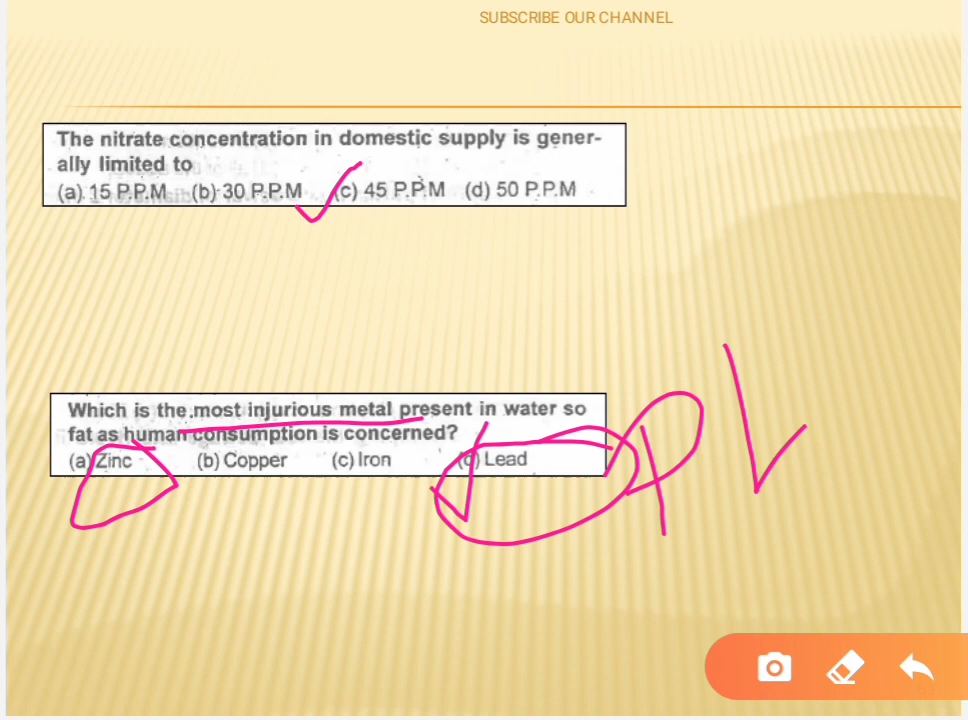 SUBSCRIBE OUR CHANNEL
The nitrate concentration in domestic supply is gener-
ally limited to
(a) 15 P.P.M (b) 30 P.P.M (c) 45 P.P.M (d) 50 P.P.M
Which is the most injurious metal present in water so
fat as human consumption is concerned?
(a) Zinc (b) Copper (c) Iron (d) Lead